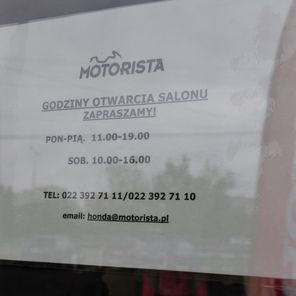 MOTORISTA
GODZINY OTWARCIA SALONU
ZAPRASZAMY!
PON-PIĄ. 11.00-19.00
SOB. 10.00-16.00
TEL: 022 392 71 11/022 392 71 10
email: honda@motorista.pl